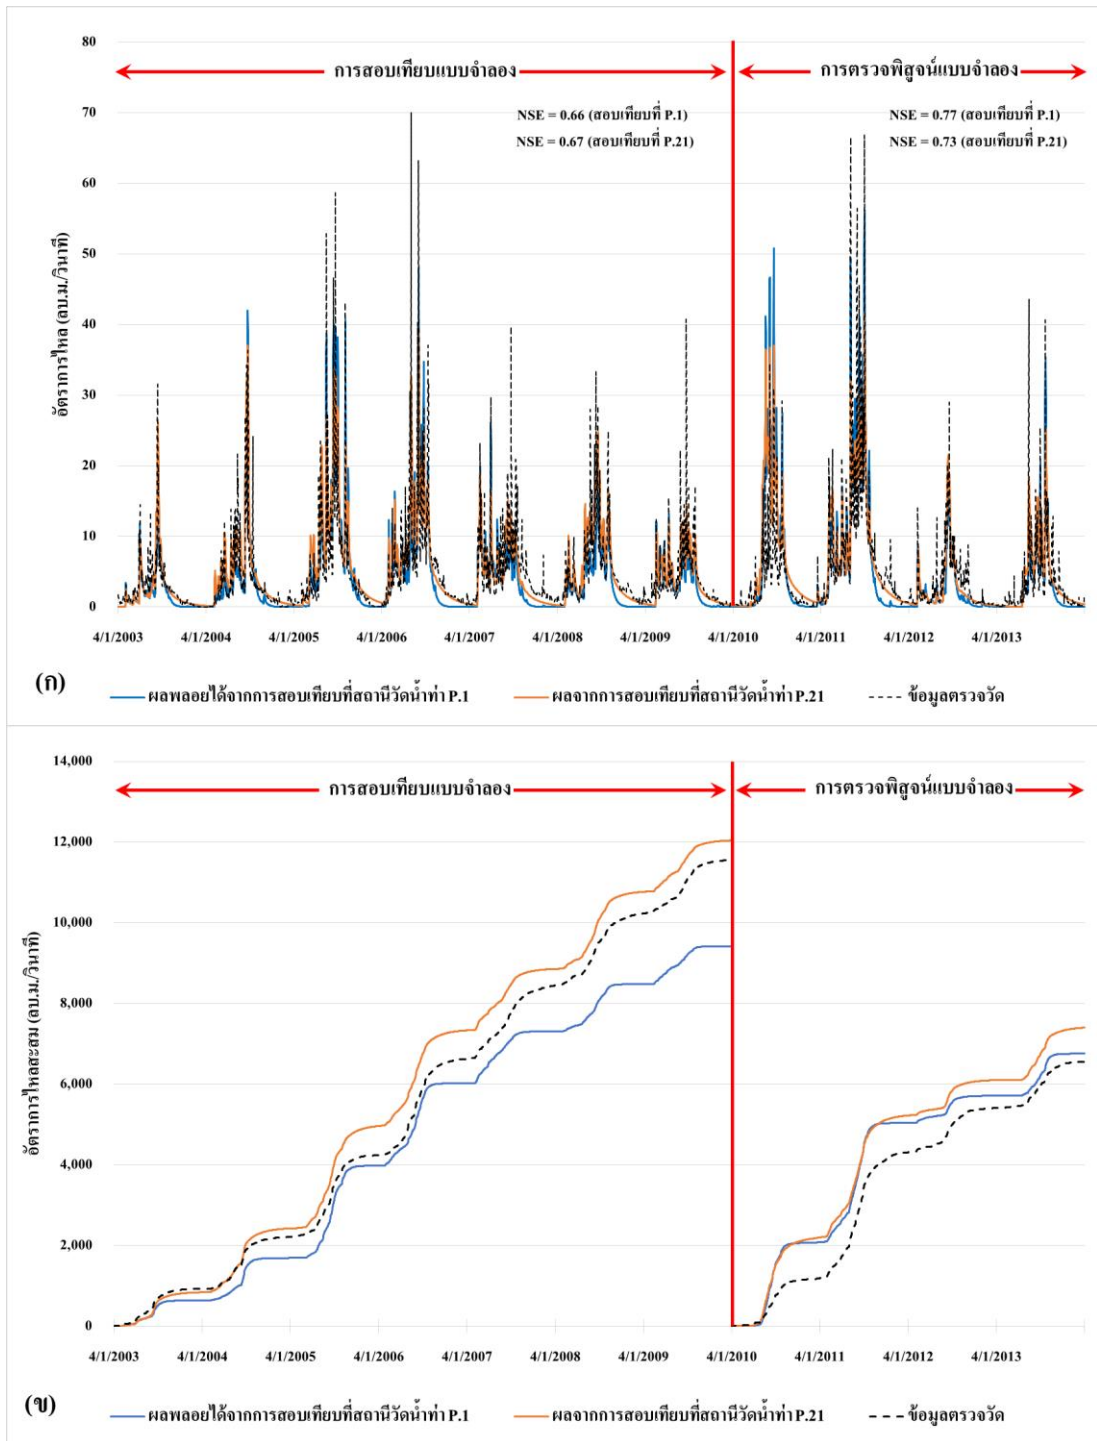 80
70
60
50
40
30
20
10
0
อัตราการไหล (ลบ.ม./วินาที)
การสอบเทียบแบบจำลอง
การตรวจพิสูจน์แบบจำลอง
NSE = 0.66 (สอบเทียบที่ P.1)
NSE = 0.67 (สอบเทียบที่ P.21)
NSE = 0.77 (สอบเทียบที่ P.1)
NSE = 0.73 (สอบเทียบที่ P.21)
4/1/2003 4/1/2004 4/1/2005 4/1/2006 4/1/2007 4/1/2008 4/1/2009 4/1/2010 4/1/2011 4/1/2012 4/1/2013
(ก)
ผลพลอยได้จากการสอบเทียบที่สถานีวัดน้ำท่า P.1 ผลจากการสอบเทียบที่สถานีวัดน้ำท่า P.21 ข้อมูลตรวจวัด
14,000
12,000
10,000
8,000
6,000
4,000
2,000
0
อัตราการไหลสะสม (ลบ.ม./วินาที)
การสอบเทียบแบบจำลอง
การตรวจพิสูจน์แบบจำลอง
4/1/2003 4/1/2004 4/1/2005 4/1/2006 4/1/2007 4/1/2008 4/1/2009 4/1/2010 4/1/2011 4/1/2012 4/1/2013
(ข)
ผลพลอยได้จากการสอบเทียบที่สถานีวัดน้ำท่า P.1 ผลจากการสอบเทียบที่สถานีวัดน้ำท่า P.21 ข้อมูลตรวจวัด